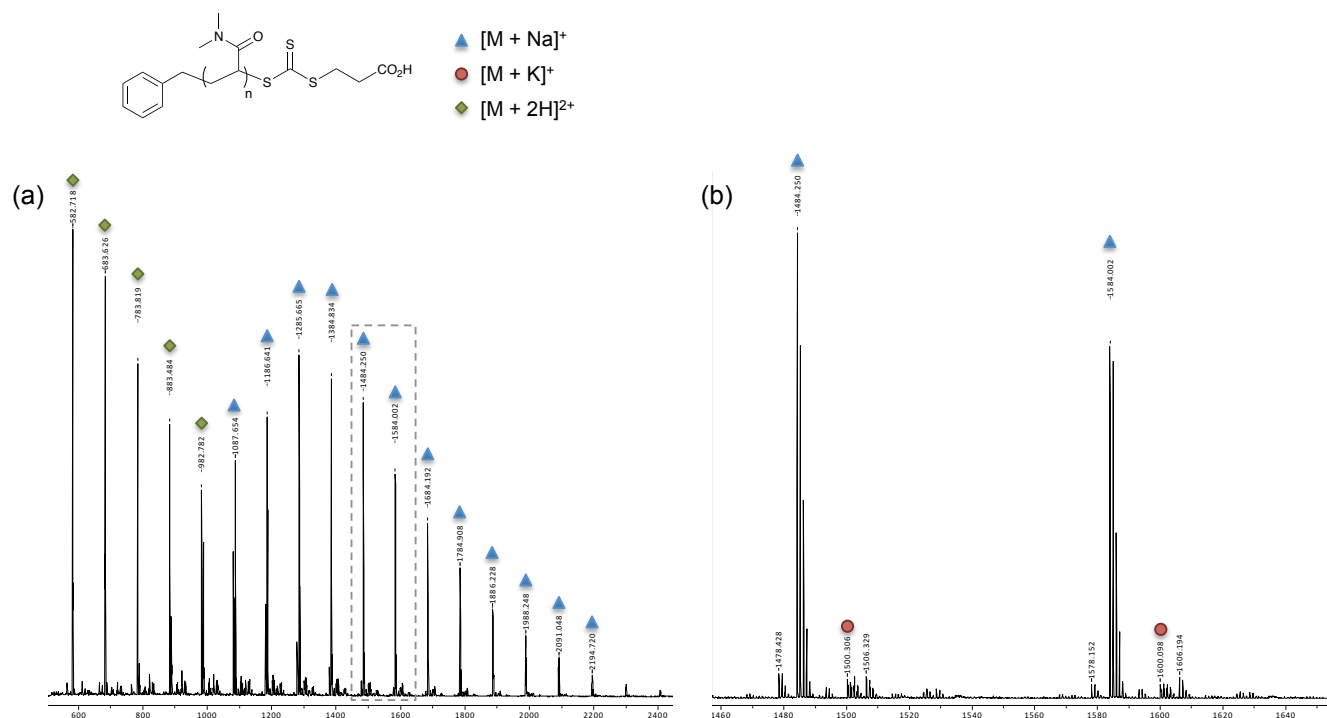 N
O
S
n
S
S
CO₂H
[M + Na]⁺
[M + K]⁺
[M + 2H]²⁺
(a)
582.718
683.626
783.819
883.484
982.782
1087.654
1186.641
1285.665
1384.834
1484.250
1584.002
1684.192
1784.908
1886.228
1988.248
2091.048
2194.720
600 800 1000 1200 1400 1600 1800 2000 2200 2400
(b)
1478.428
1484.250
1500.306
1506.329
1578.152
1584.002
1600.098
1606.194
1460 1480 1500 1520 1540 1560 1580 1600 1620 1640